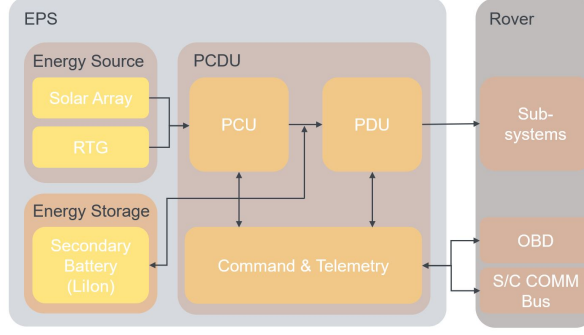 EPS
Rover
Energy Source
PCDU
Solar Array
RTG
PCU
PDU
Sub-
systems
Energy Storage
Secondary
Battery
(LiIon)
Command & Telemetry
OBD
S/C COMM
Bus